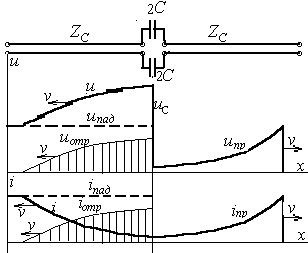 2C
Z_C Z_C
2C
u
v u u_C
u_пад
u_отр u_пр v
v x
i i_пад
v i i_отр i_пр v
v x